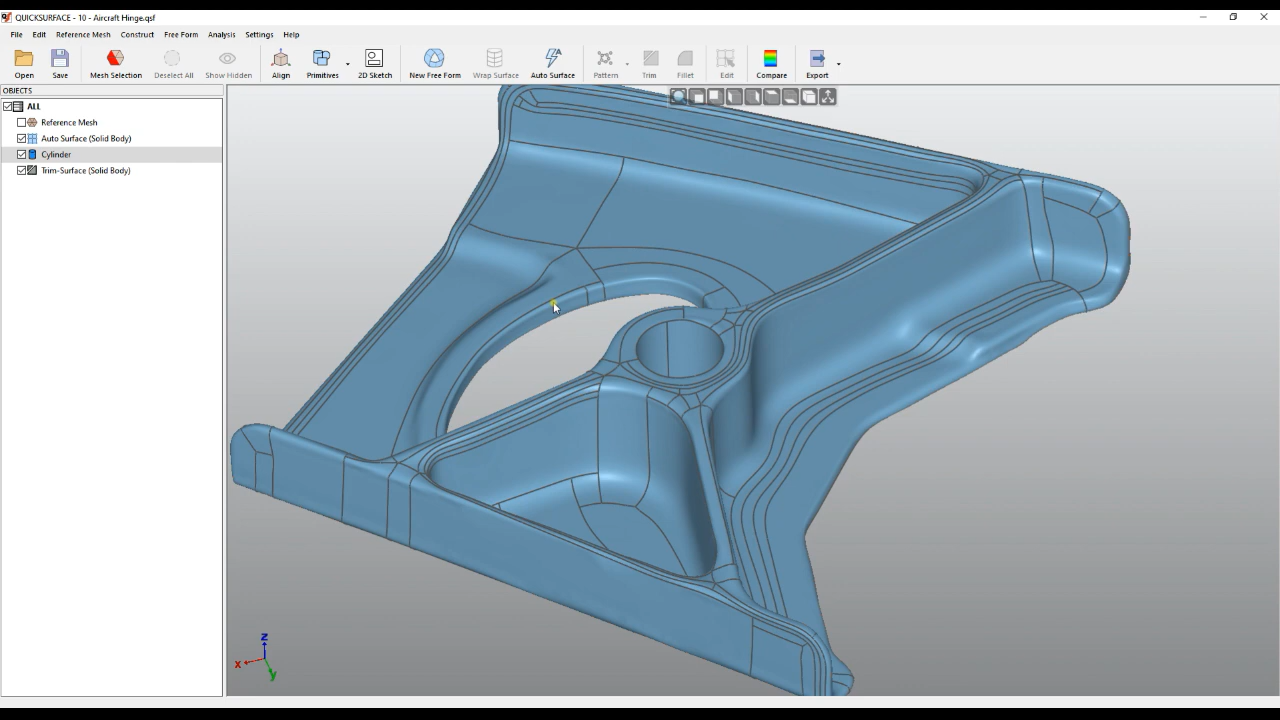 QUICKSURFACE - 10 - Aircraft Hinge.qsf
File Edit Reference Mesh Construct Free Form Analysis Settings Help
Open Save Mesh Selection Deselect All Show Hidden Align Primitives 2D Sketch New Free Form Wrap Surface Auto Surface Pattern Trim Fillet Edit Compare Export
OBJECTS
ALL
Reference Mesh
Auto Surface (Solid Body)
Cylinder
Trim-Surface (Solid Body)
z
x
y